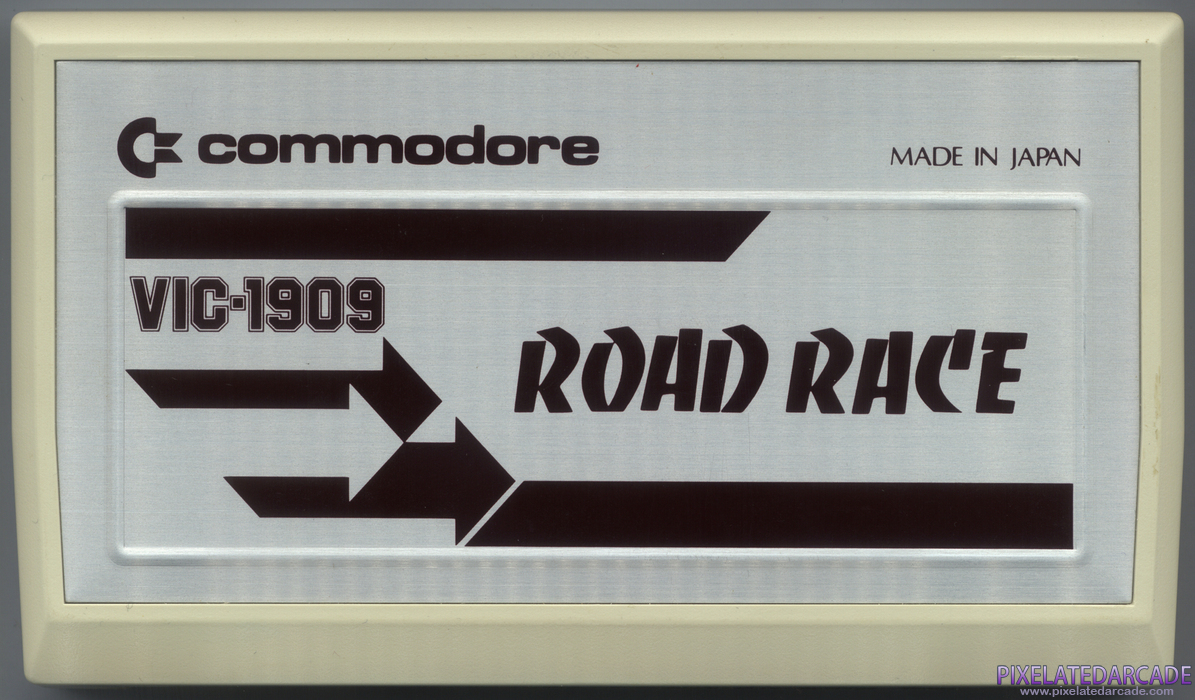 commodore
MADE IN JAPAN
VIC-1909
ROAD RACE
PIXELATEDARCADE
www.pixelatedarcade.com